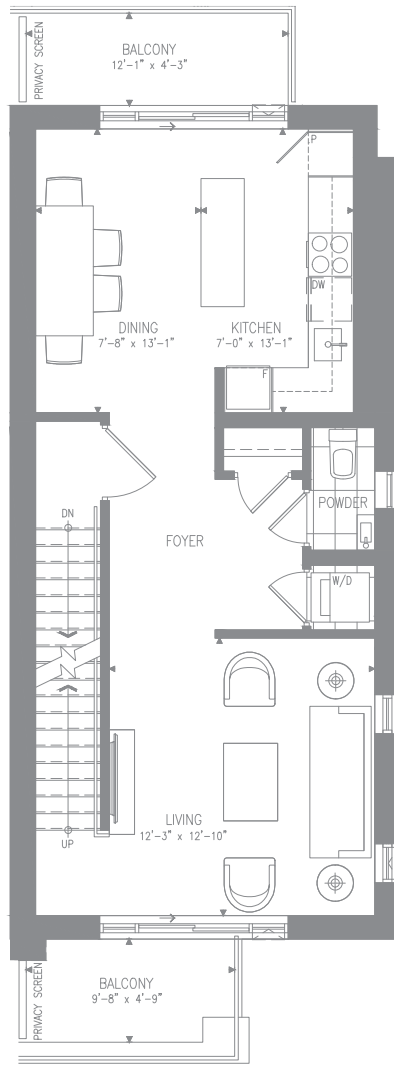 PRIVACY SCREEN
BALCONY
12'-1" x 4'-3"
P
DW
DINING
7'-8" x 13'-1"
KITCHEN
7'-0" x 13'-1"
F
POWDER
DN
FOYER
W/D
LIVING
12'-3" x 12'-10"
UP
PRIVACY SCREEN
BALCONY
9'-8" x 4'-9"